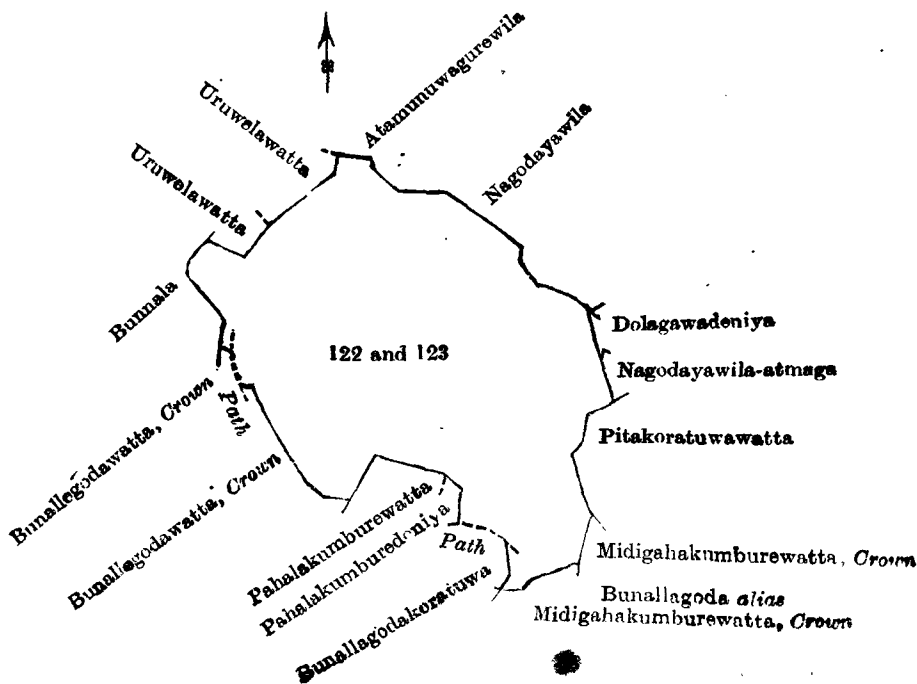 Atamunuwagurewila
Uruwelawatta
Uruwelawatta
Nagodayawila
Bunnala
Dolagawadeniya
122 and 123
Nagodayawila-atmaga
Path
Bunallegodawatta, Crown
Pitakoratuwawatta
Bunallegodawatta, Crown
Pahalakumburewatta
Pahalakumburedeniya
Path
Bunallagodakoratuwa
Midigahakumburewatta, Crown
Bunallagoda alias
Midigahakumburewatta, Crown